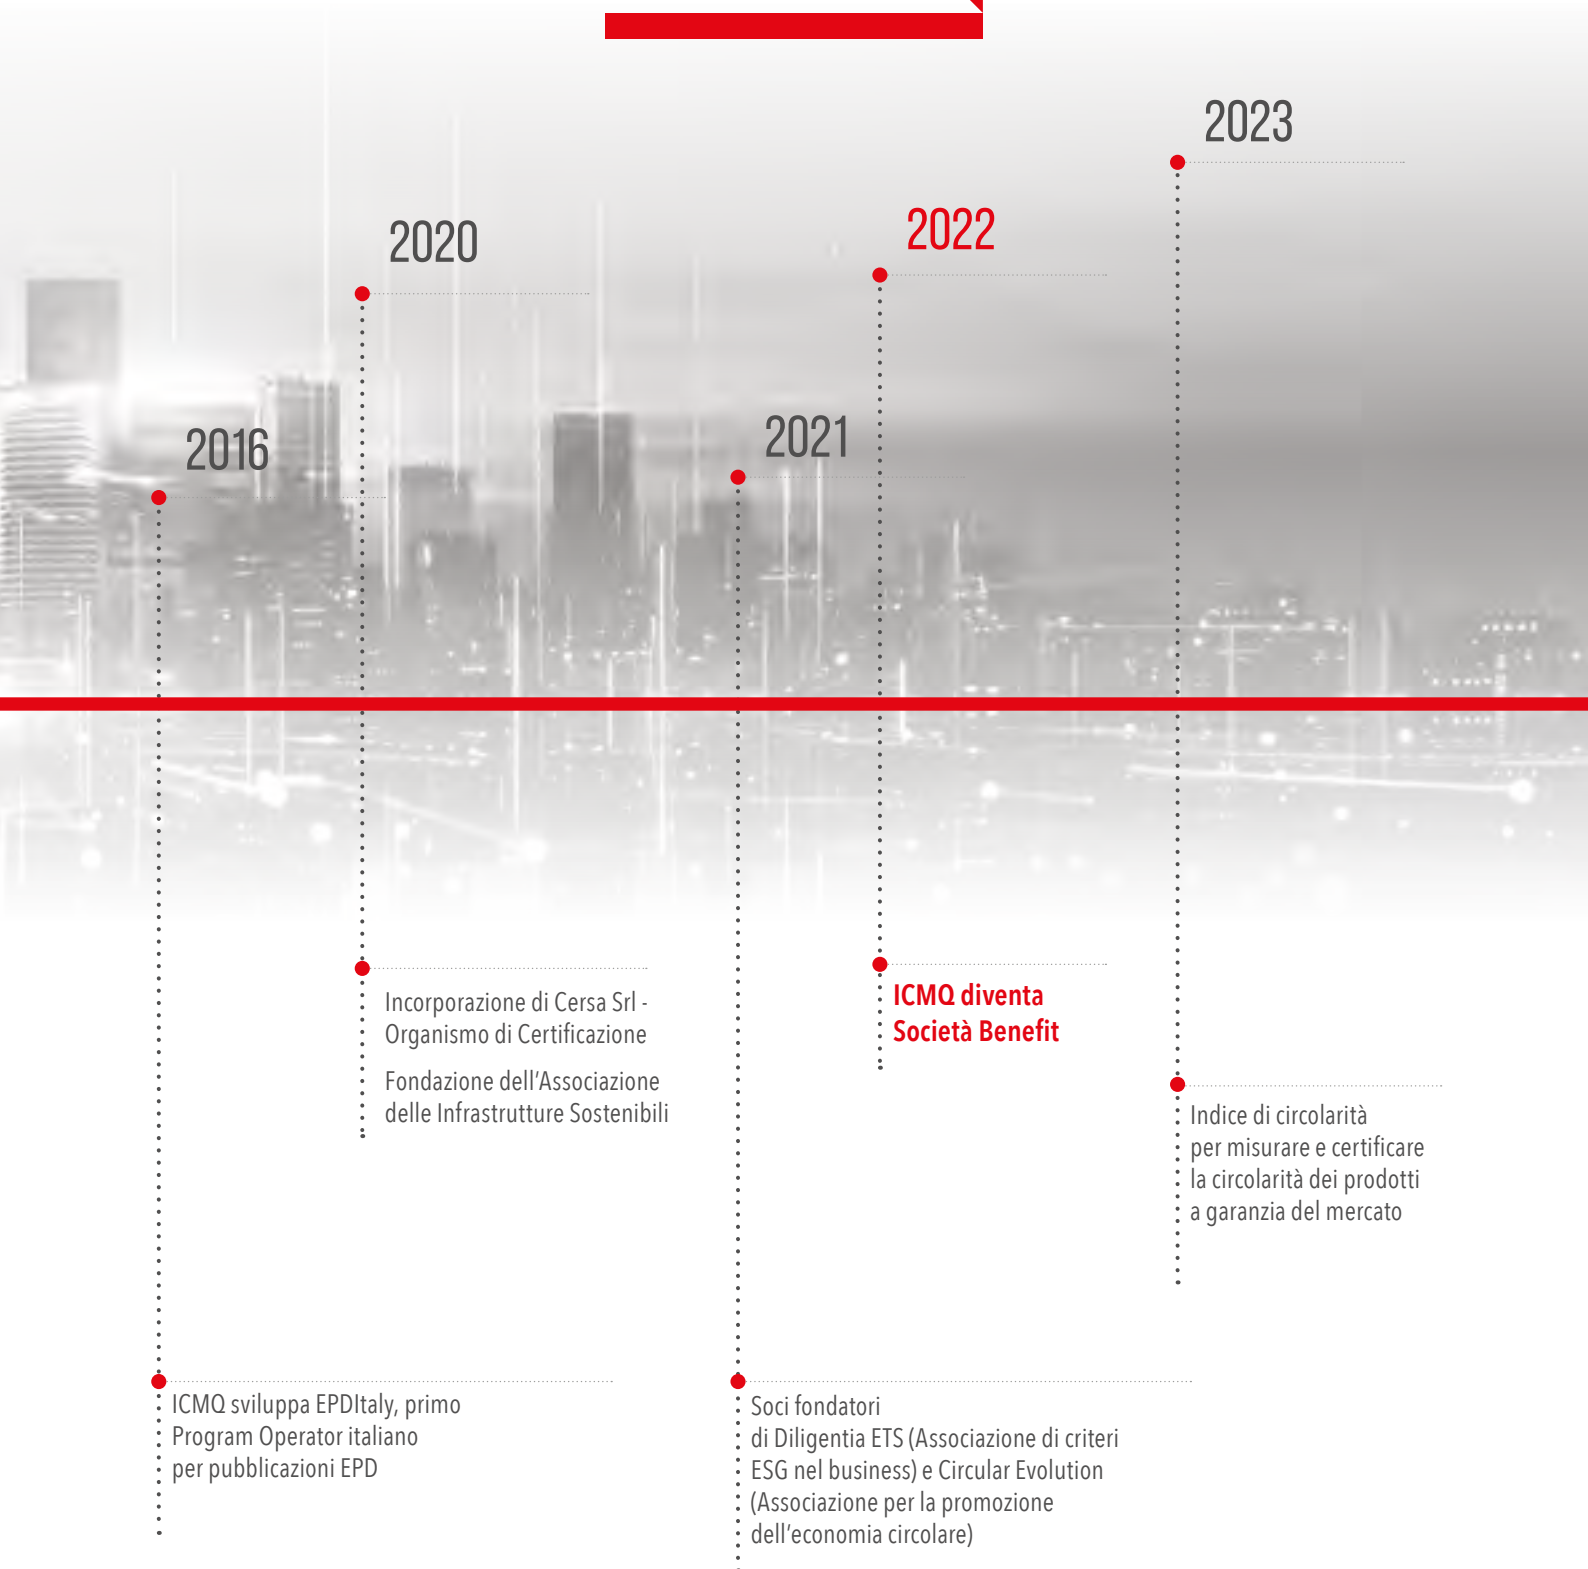 2016
ICMQ sviluppa EPDItaly, primo
Program Operator italiano
per pubblicazioni EPD
2020
Incorporazione di Cersa Srl -
Organismo di Certificazione
Fondazione dell’Associazione
delle Infrastrutture Sostenibili
2021
Soci fondatori
di Diligentia ETS (Associazione di criteri
ESG nel business) e Circular Evolution
(Associazione per la promozione
dell’economia circolare)
2022
ICMQ diventa
Società Benefit
2023
Indice di circolarità
per misurare e certificare
la circolarità dei prodotti
a garanzia del mercato